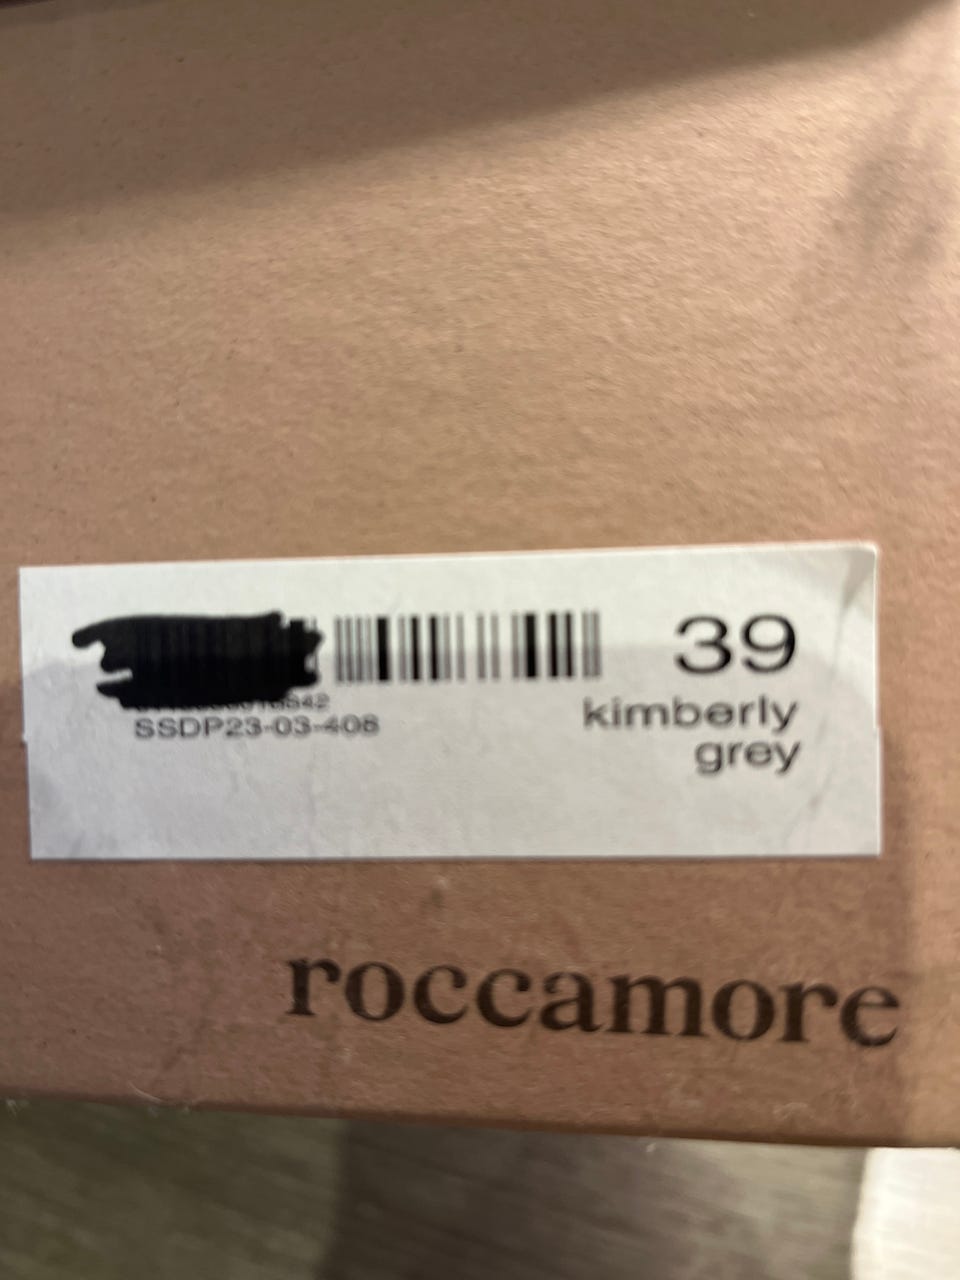 39
SSDP23-03-408
kimberly
grey
roccamore